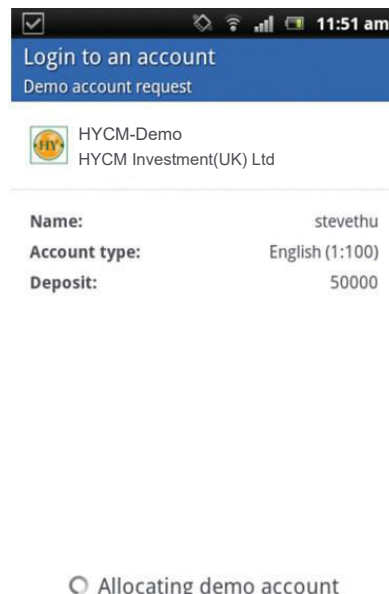 11:51 am
Login to an account
Demo account request
HY
HYCM-Demo
HYCM Investment(UK) Ltd
Name: stevethu
Account type: English (1:100)
Deposit: 50000
Allocating demo account